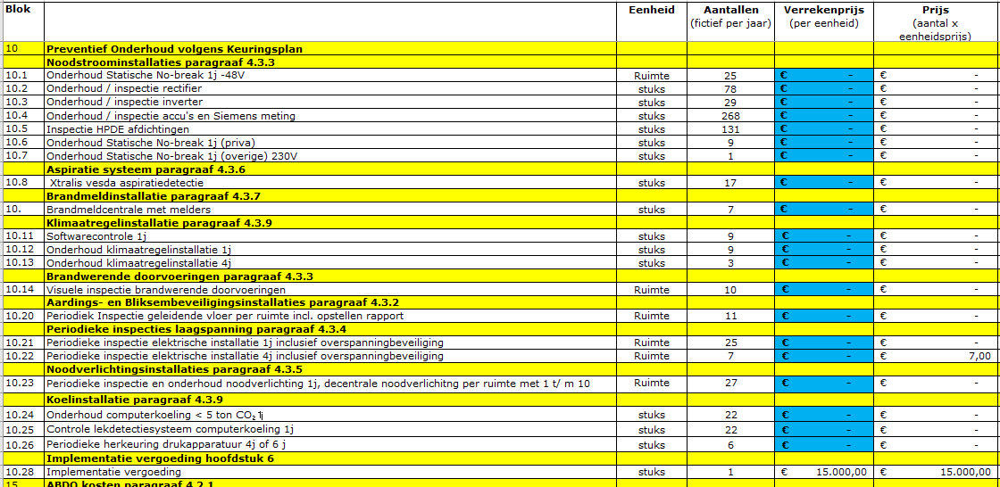 Blok Eenheid Aantallen Verrekenprijs Prijs
(fictief per jaar) (per eenheid) (aantal x
eenheidsprijs)
10 Preventief Onderhoud volgens Keuringsplan
Noodstroominstallaties paragraaf 4.3.3
10.1 Onderhoud Statische No-break 1j -48V Ruimte 25 € - € -
10.2 Onderhoud / inspectie rectifier stuks 78 € - € -
10.3 Onderhoud / inspectie inverter stuks 29 € - € -
10.4 Onderhoud / inspectie accu's en Siemens meting stuks 268 € - € -
10.5 Inspectie HPDE afdichtingen stuks 131 € - € -
10.6 Onderhoud Statische No-break 1j (priva) stuks 9 € - € -
10.7 Onderhoud Statische No-break 1j (overige) 230V stuks 1 € - € -
Aspiratie systeem paragraaf 4.3.6
10.8 Xtralis vesda aspiratiedetectie stuks 17 € - € -
Brandmeldinstallatie paragraaf 4.3.7
10. Brandmeldcentrale met melders stuks 7 € - € -
Klimaatregelinstallatie paragraaf 4.3.9
10.11 Softwarecontrole 1j stuks 9 € - € -
10.12 Onderhoud klimaatregelinstallatie 1j stuks 9 € - € -
10.13 Onderhoud klimaatregelinstallatie 4j stuks 3 € - € -
Brandwerende doorvoeringen paragraaf 4.3.3
10.14 Visuele inspectie brandwerende doorvoeringen Ruimte 10 € - € -
Aardings- en Bliksembeveiligingsinstallaties paragraaf 4.3.2
10.20 Periodiek Inspectie geleidende vloer per ruimte incl. opstellen rapport Ruimte 11 € - € -
Periodieke inspecties laagspanning paragraaf 4.3.4
10.21 Periodieke inspectie elektrische installatie 1j inclusief overspanningbeveiliging Ruimte 25 € - € -
10.22 Periodieke inspectie elektrische installatie 4j inclusief overspanningbeveiliging Ruimte 7 € - € 7,00
Noodverlichtingsinstallaties paragraaf 4.3.5
10.23 Periodieke inspectie en onderhoud noodverlichting 1j, decentrale noodverlichitng per ruimte met 1 t/ m 10 Ruimte 27 € - € -
Koelinstallatie paragraaf 4.3.9
10.24 Onderhoud computerkoeling < 5 ton CO₂ 1j stuks 22 € - € -
10.25 Controle lekdetectiesysteem computerkoeling 1j stuks 22 € - € -
10.26 Periodieke herkeuring drukapparatuur 4j of 6 j stuks 6 € - € -
Implementatie vergoeding hoofdstuk 6
10.28 Implementatie vergoeding stuks 1 € 15.000,00 € 15.000,00
15 ABDO kosten paragraaf 4.2.1